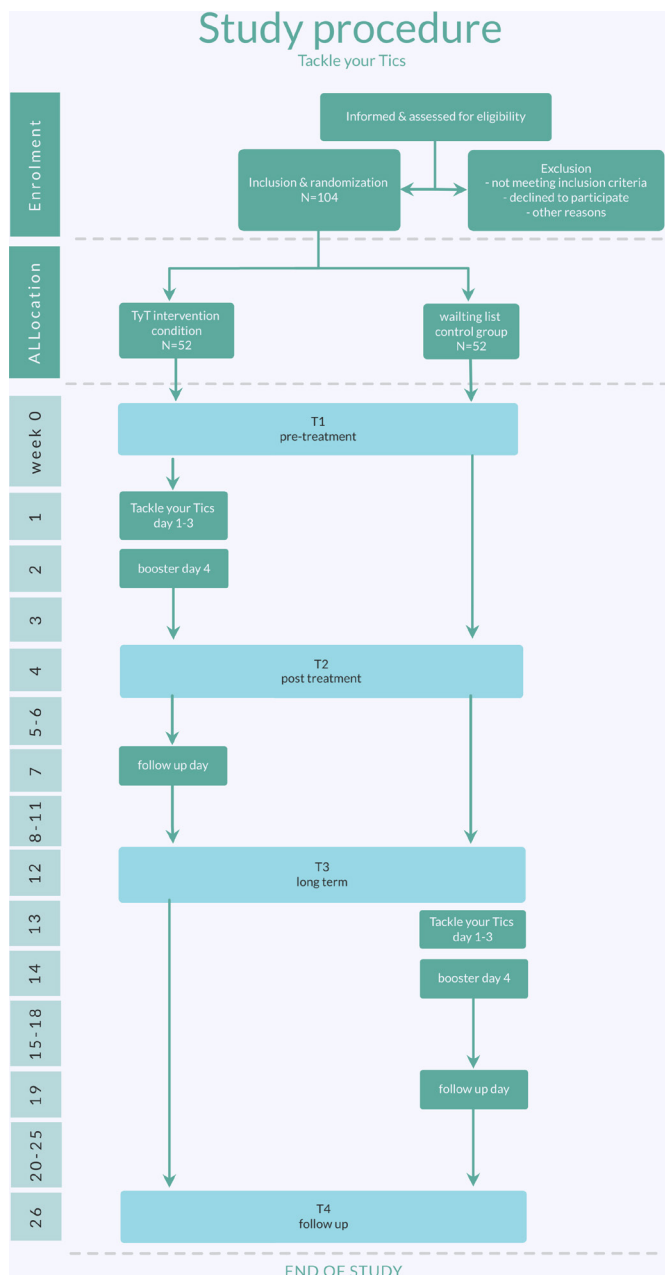 Study procedure
Tackle your Tics
Enrolment
Informed & assessed for eligibility
Inclusion & randomization
N=104
Exclusion
- not meeting inclusion criteria
- declined to participate
- other reasons
ALLocation
TyT intervention
condition
N=52
wailting list
control group
N=52
week 0
T1
pre-treatment
1
Tackle your Tics
day 1-3
2
booster day 4
3
4
T2
post treatment
5-6
7
follow up day
8-11
12
T3
long term
13
Tackle your Tics
day 1-3
14
booster day 4
15-18
19
follow up day
20-25
26
T4
follow up
END OF STUDY